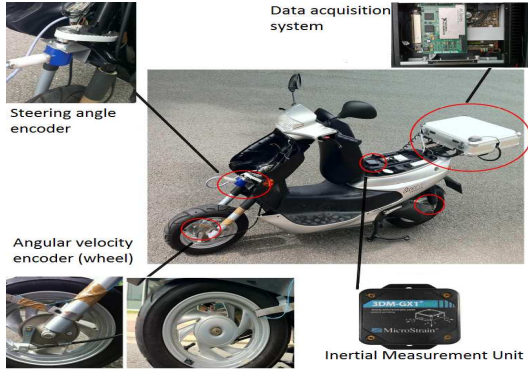 Data acquisition
system
Steering angle
encoder
Angular velocity
encoder (wheel)
3DM-GX1
MicroStrain
Inertial Measurement Unit